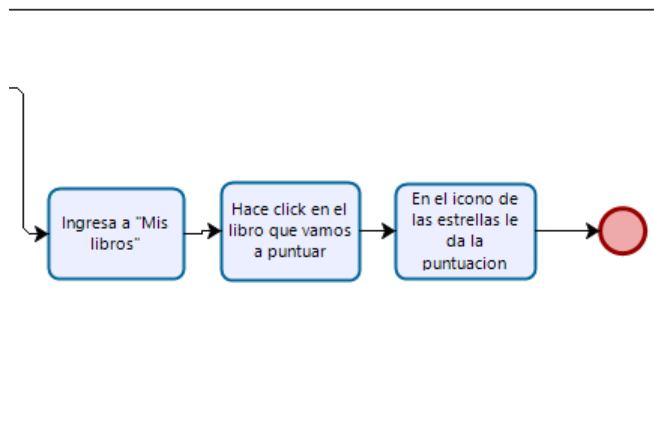 Ingresa a "Mis
libros"
Hace click en el
libro que vamos
a puntuar
En el icono de
las estrellas le
da la
puntuacion